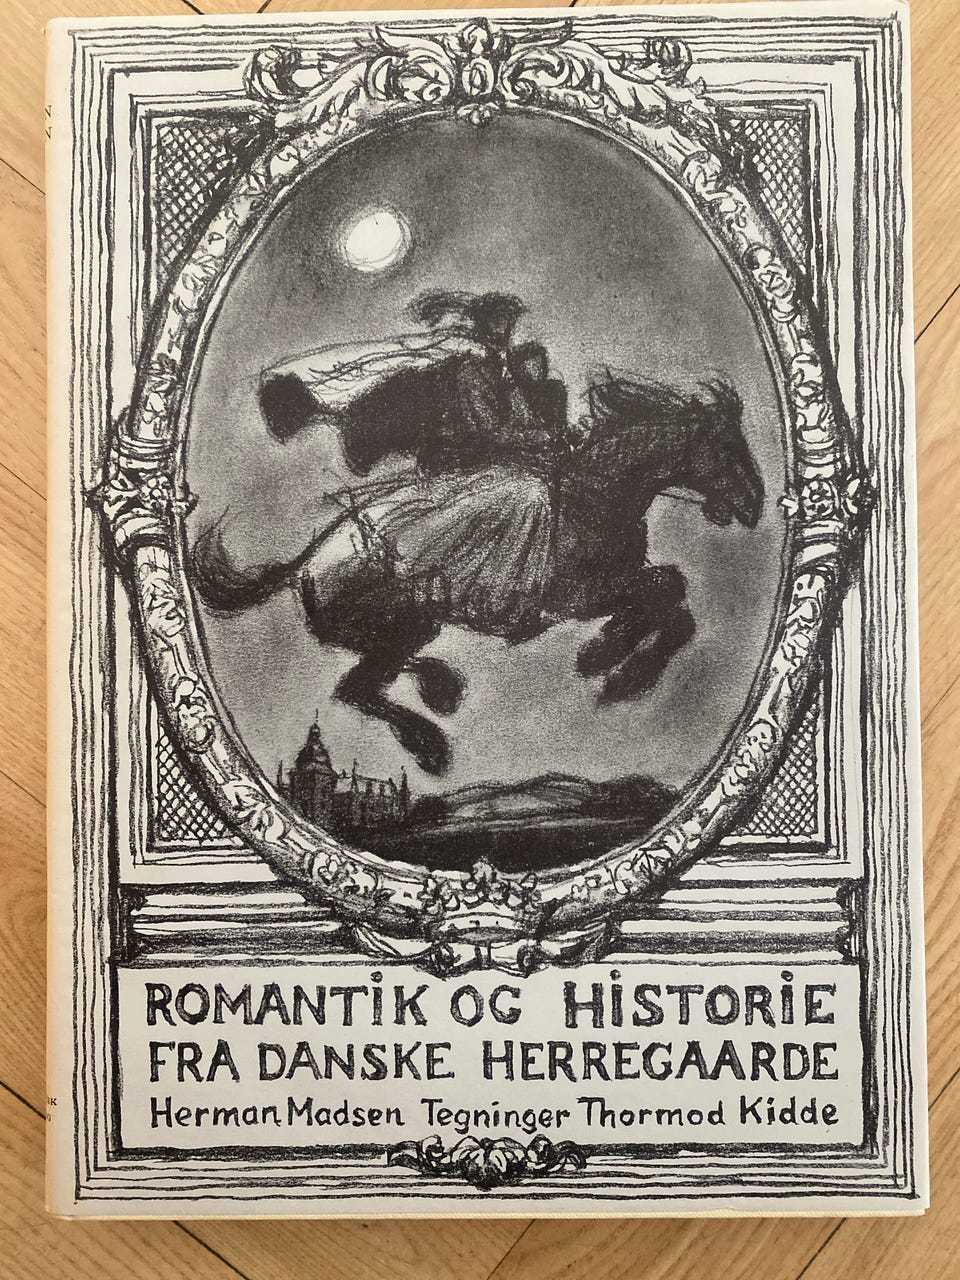 ROMANTIK OG HISTORIE
FRA DANSKE HERREGAARDE
Herman Madsen Tegninger Thormod Kidde